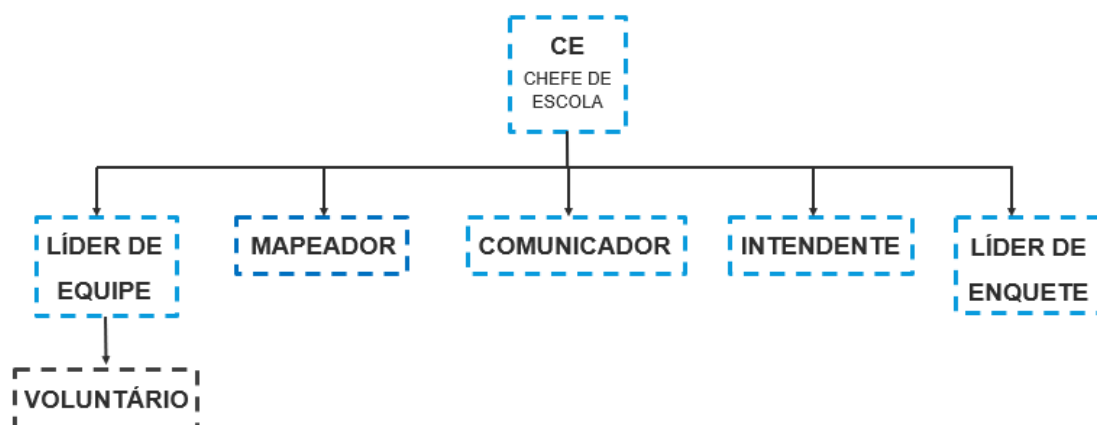 CE
CHEFE DE
ESCOLA
LÍDER DE
EQUIPE
MAPEADOR
COMUNICADOR
INTENDENTE
LÍDER DE
ENQUETE
VOLUNTÁRIO